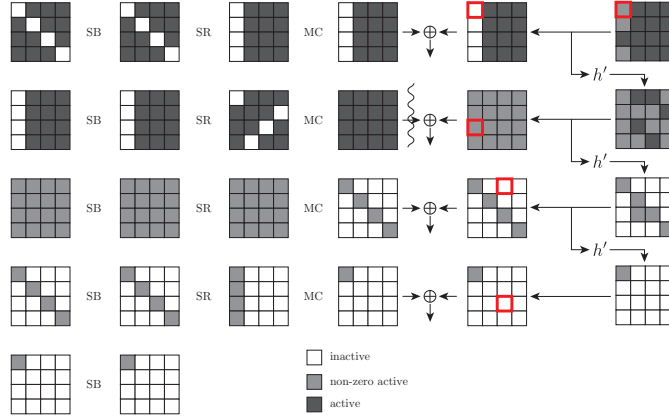 SB SR MC
h′
SB SR MC
h′
SB SR MC
h′
SB SR MC
SB
inactive
non-zero active
active